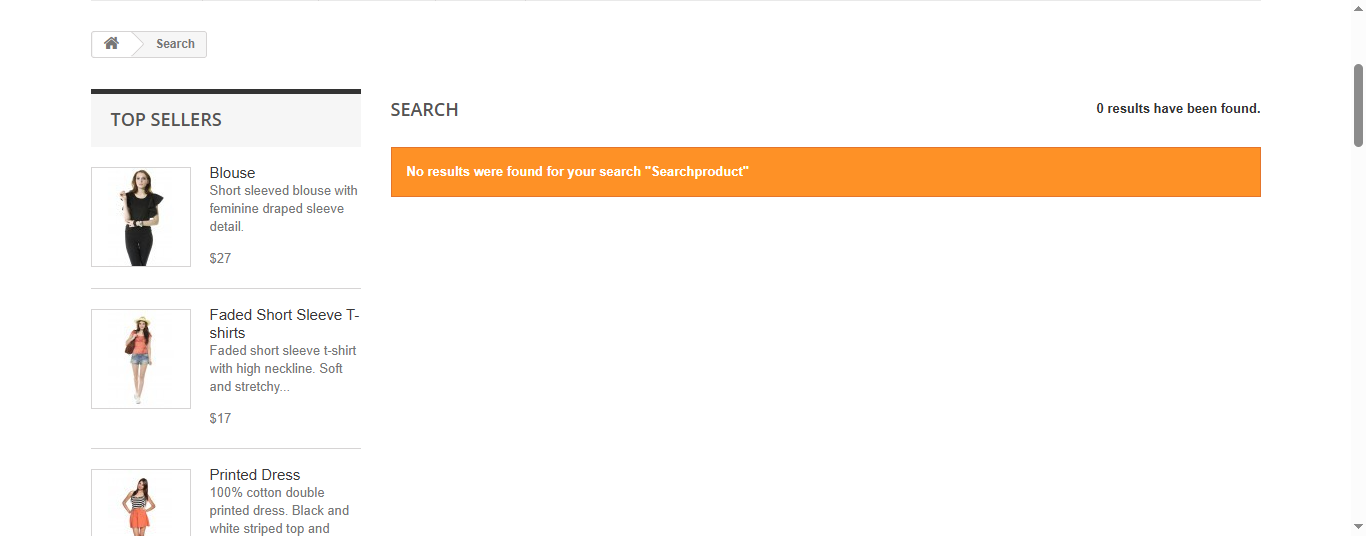 Search
TOP SELLERS
Blouse
Short sleeved blouse with
feminine draped sleeve
detail.
$27
Faded Short Sleeve T-
shirts
Faded short sleeve t-shirt
with high neckline. Soft
and stretchy...
$17
Printed Dress
100% cotton double
printed dress. Black and
white striped top and
SEARCH
0 results have been found.
No results were found for your search "Searchproduct"